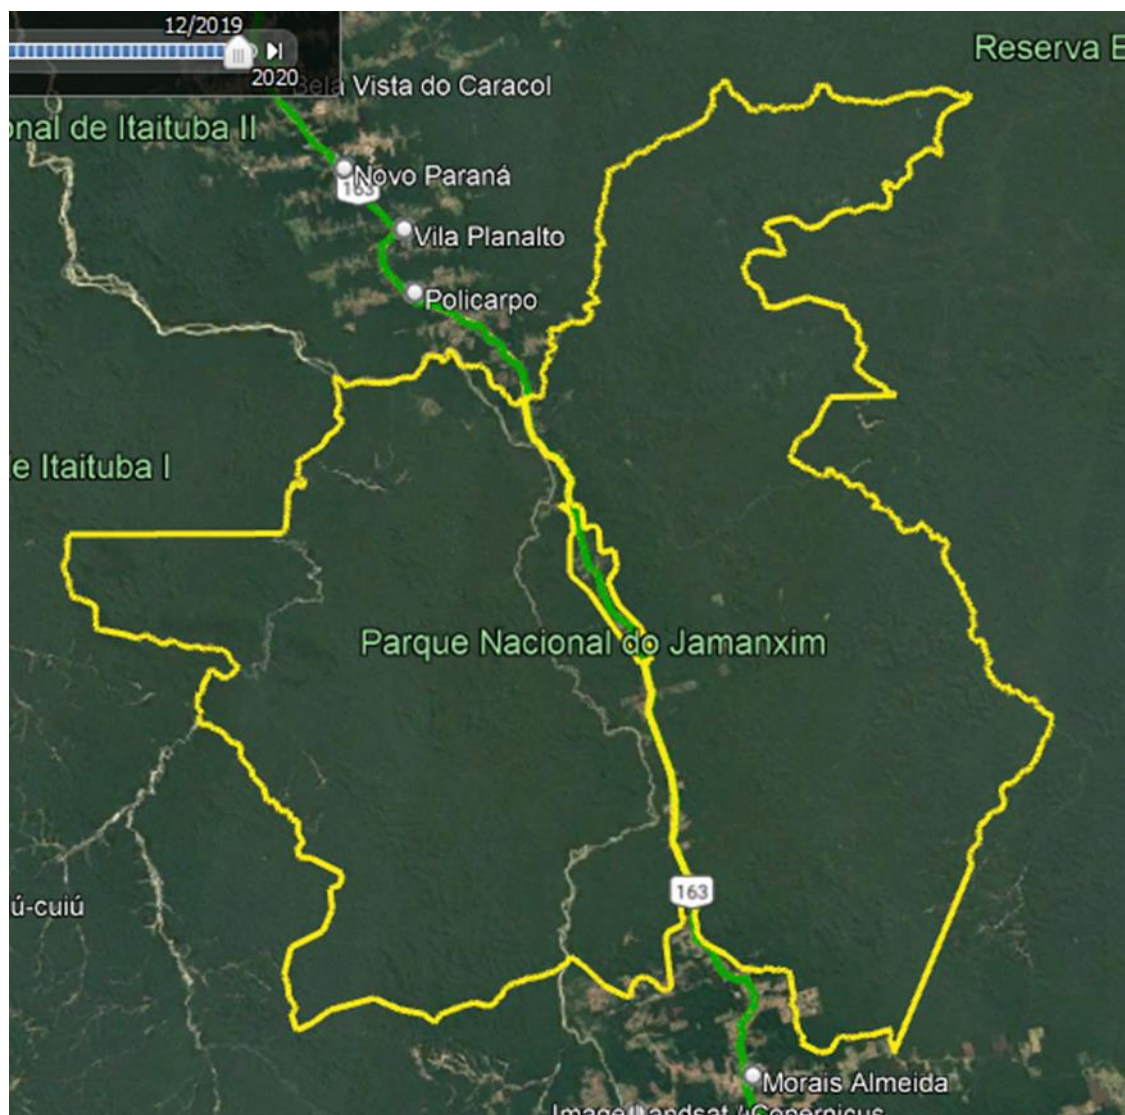 12/2019
2020
Reserva E
Bela Vista do Caracol
onal de Itaituba II
Novo Paraná
163
Vila Planalto
Policarpo
e Itaituba I
Parque Nacional do Jamanxim
163
ú-cuiú
Morais Almeida
Image Landsat / Copernicus